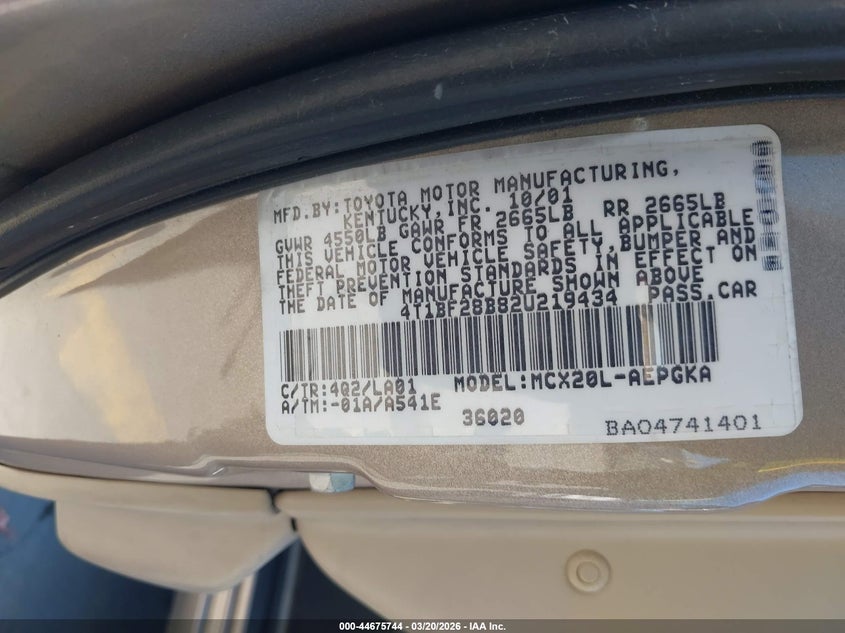 MFD.BY:TOYOTA MOTOR MANUFACTURING,
KENTUCKY,INC. 10/01
GVWR 4550LB GAWR FR 2665LB RR 2665LB
THIS VEHICLE CONFORMS TO ALL APPLICABLE
FEDERAL MOTOR VEHICLE SAFETY,BUMPER AND
THEFT PREVENTION STANDARDS IN EFFECT ON
THE DATE OF MANUFACTURE SHOWN ABOVE
4T1BF28B82U219434 PASS.CAR
C/TR:4Q2/LA01 MODEL:MCX20L-AEPGKA
A/TM:-01A/A541E
36020
BAO4741401
000-44675744 | 03/20/2026 - IAA Inc.